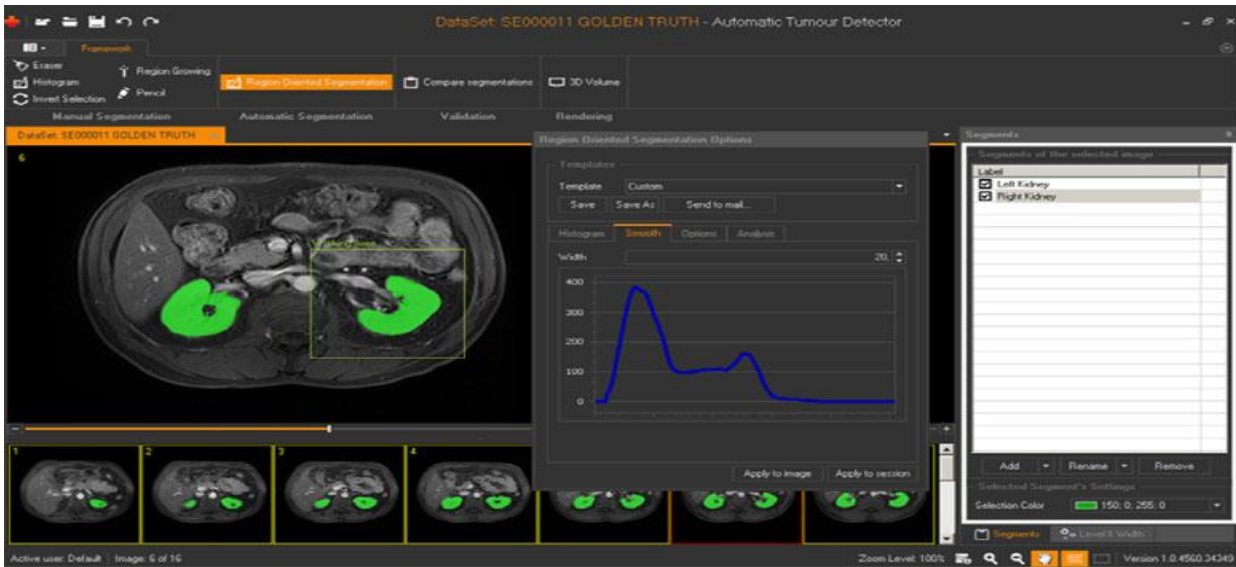 DataSet: SE000011 GOLDEN TRUTH - Automatic Tumour Detector
Framework
Eraser
Histogram
Invert Selection
Region Growing
Pencil
Region Oriented Segmentation
Compare segmentations
3D Volume
Manual Segmentation
Automatic Segmentation
Validation
Rendering
DataSet: SE000011 GOLDEN TRUTH
6
Region Oriented Segmentation Options
Templates
Template Custom
Save Save As Send to mail...
Histogram Smooth Options Analysis
Width 20,
400
300
200
100
0
Apply to image Apply to session
1 2 3 4
Segments
Segments of the selected image
Label
Left Kidney
Right Kidney
Add Rename Remove
Selected Segment's Settings
Selection Color 150; 0; 255; 0
Segments Level & Width
Active user: Default Image: 6 of 16
Zoom Level: 100% Version 1.0.4560.34349